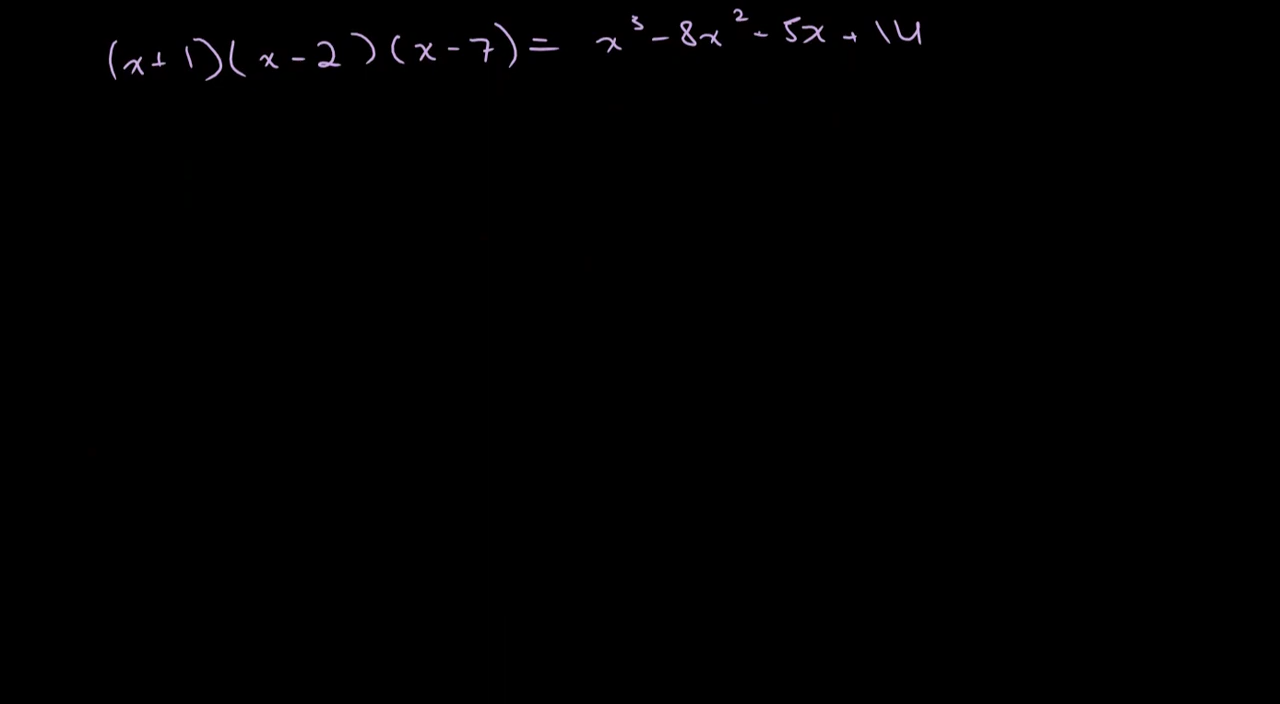 (x+1)(x-2)(x-7) = x³-8x²-5x+14